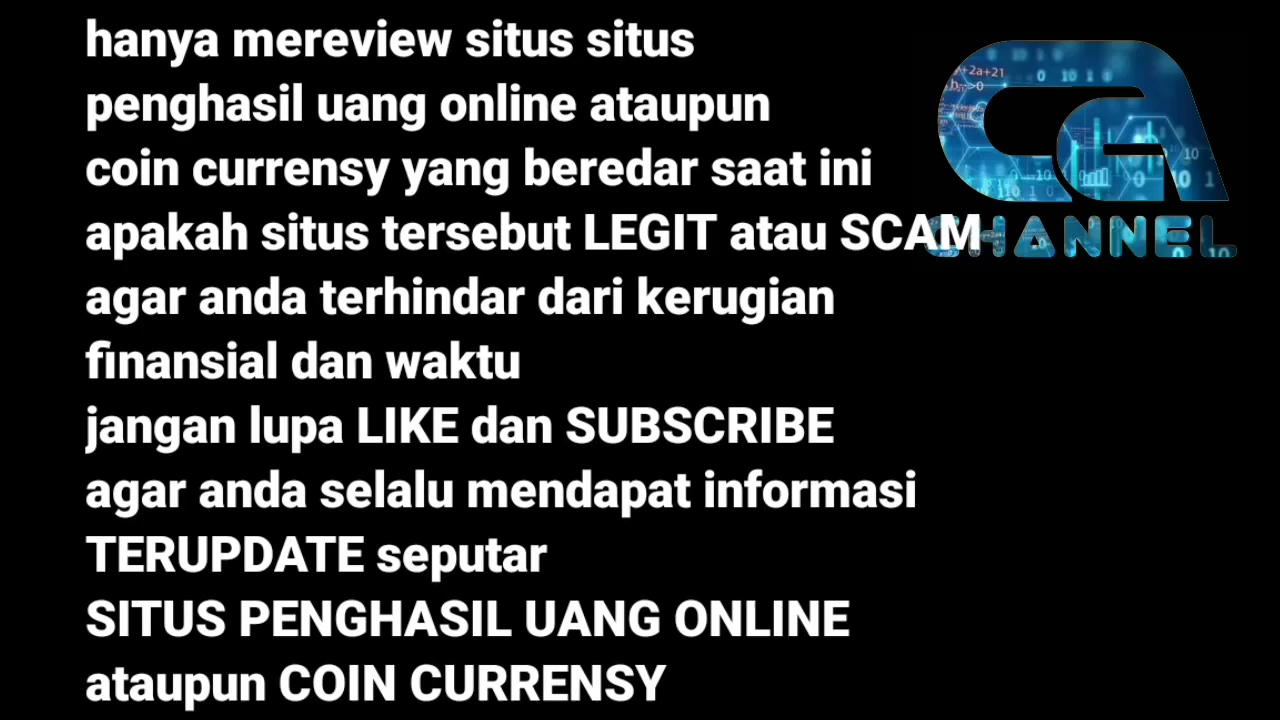 hanya mereview situs situs
penghasil uang online ataupun
coin currensy yang beredar saat ini
apakah situs tersebut LEGIT atau SCAM
agar anda terhindar dari kerugian
finansial dan waktu
jangan lupa LIKE dan SUBSCRIBE
agar anda selalu mendapat informasi
TERUPDATE seputar
SITUS PENGHASIL UANG ONLINE
ataupun COIN CURRENSY
CA
CHANNEL